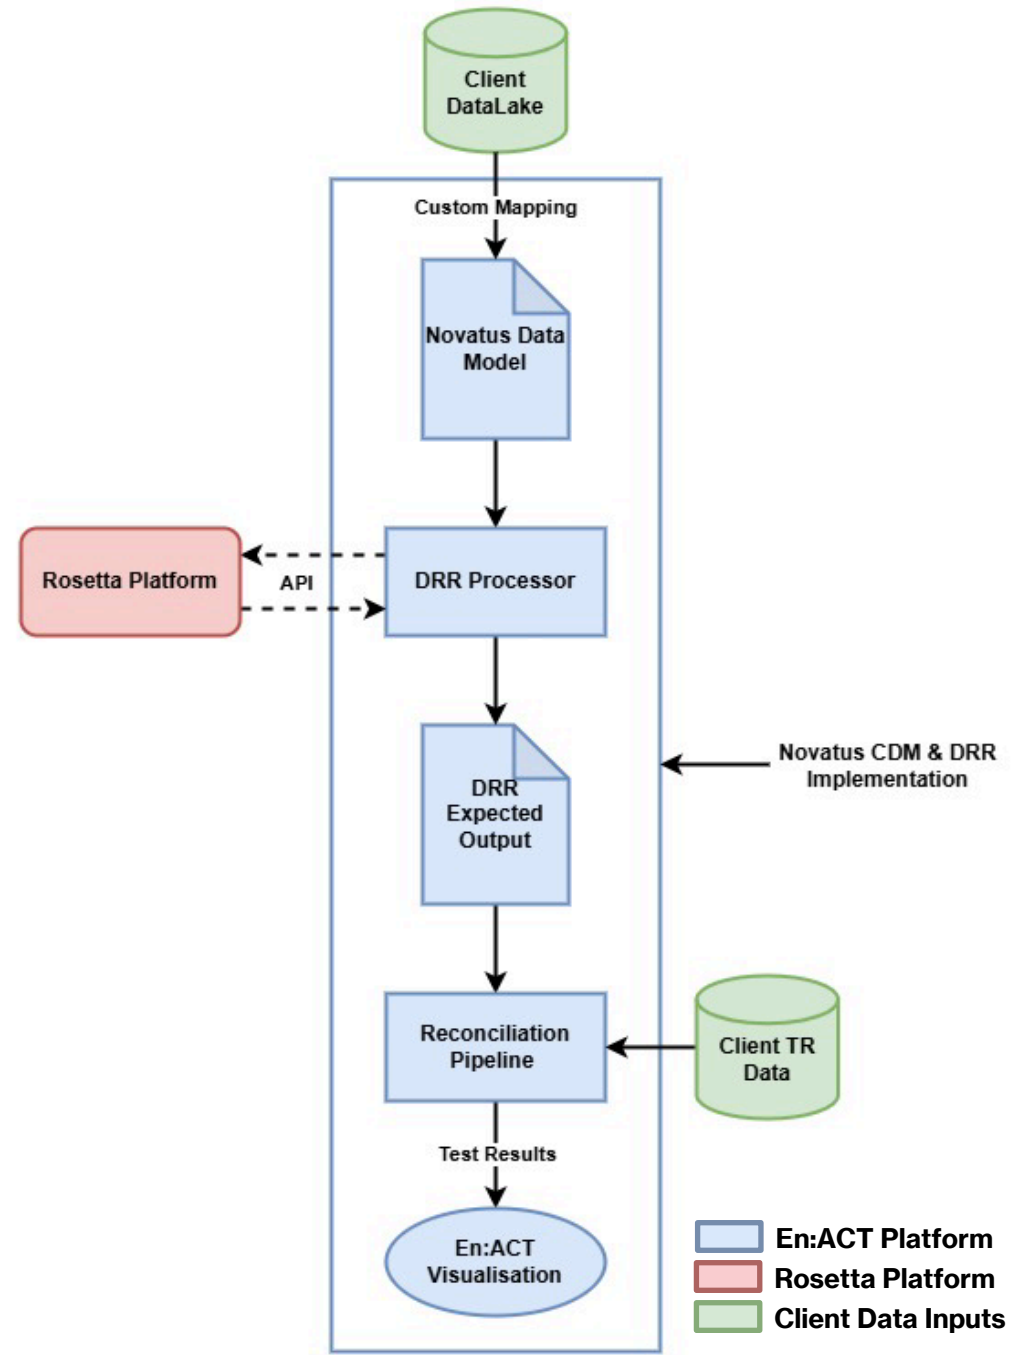 Client
DataLake
Custom Mapping
Novatus Data
Model
Rosetta Platform
API
DRR Processor
DRR
Expected
Output
Novatus CDM & DRR
Implementation
Reconciliation
Pipeline
Client TR
Data
Test Results
En:ACT
Visualisation
En:ACT Platform
Rosetta Platform
Client Data Inputs